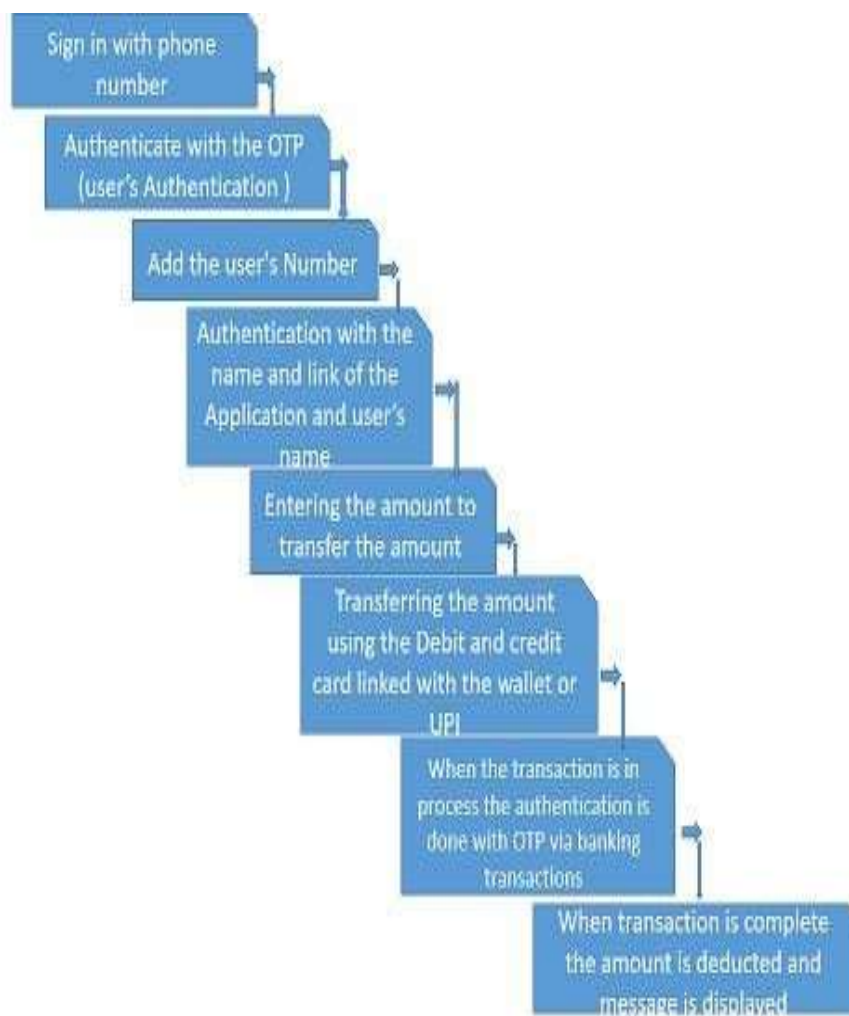 Sign in with phone
number
Authenticate with the OTP
(user's Authentication )
Add the user's Number
Authentication with the
name and link of the
Application and user's
name
Entering the amount to
transfer the amount
Transferring the amount
using the Debit and credit
card linked with the wallet or
UPI
When the transaction is in
process the authentication is
done with OTP via banking
transactions
When transaction is complete
the amount is deducted and
message is displayed